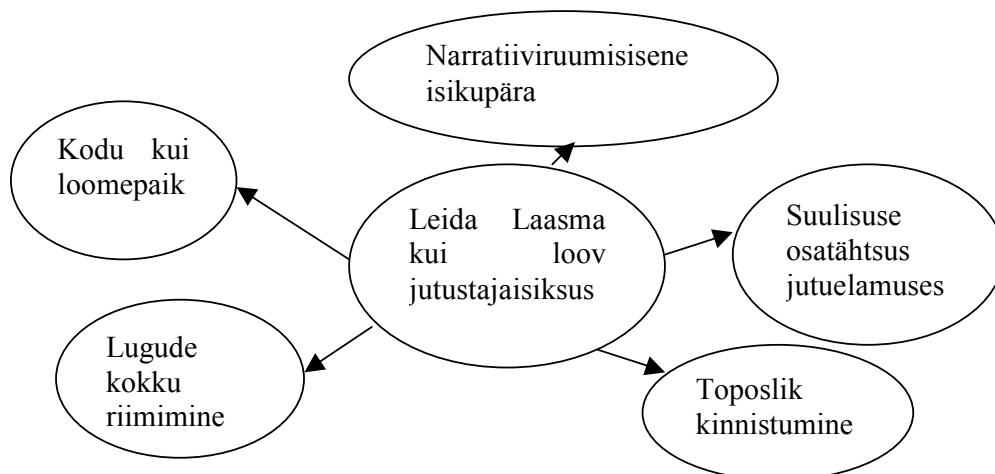 Narratiiviruumisisene
isikupära
Kodu kui
loomepaik
Leida Laasma
kui loov
jutustajaisiksus
Suulisuse
osatähtsus
jutuelamuses
Lugude
kokku
riimimine
Toposlik
kinnistumine